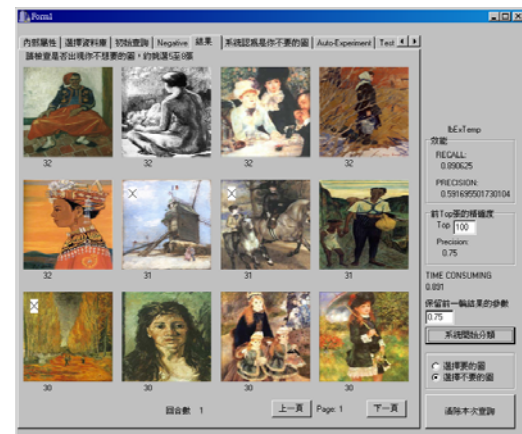 Form1
內部屬性 選擇資料庫 初始查詢 Negative 結果 系統認為是你不要的圖 Auto-Experiment Test
請檢查是否出現你不想要的圖，約挑選5至8張
32 32 32 32
32 31 31 31
30 30 30 30
回合數 1 上一頁 Page: 1 下一頁
lbExTemp
效能
RECALL:
0.890625
PRECISION:
0.591695501730104
前Top張的精確度
Top 100
Precision:
0.75
TIME CONSUMING
0.891
保留前一輪結果的參數
0.75
系統開始分類
選擇要的圖
選擇不要的圖
清除本次查詢